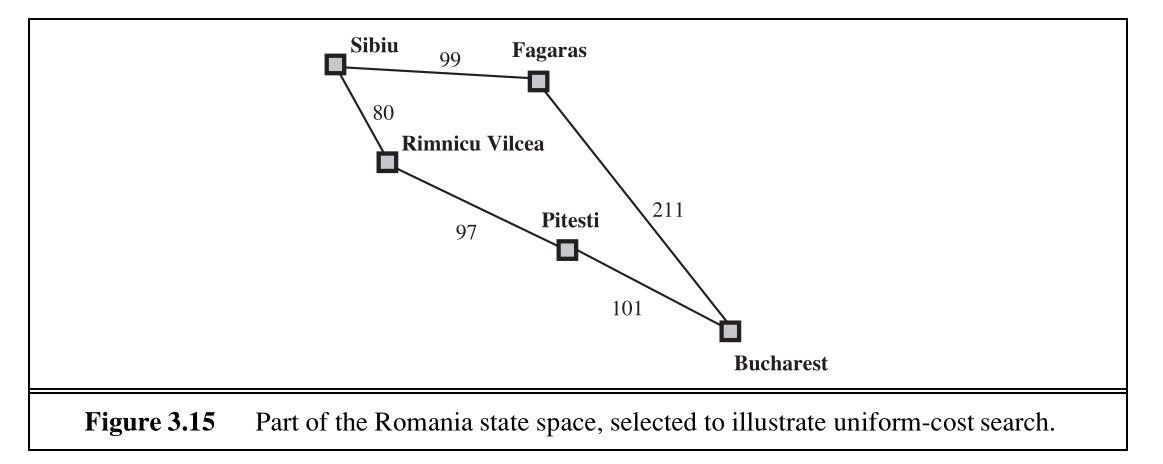 Sibiu
99
Fagaras
80
Rimnicu Vilcea
97
Pitesti
211
101
Bucharest
Figure 3.15 Part of the Romania state space, selected to illustrate uniform-cost search.